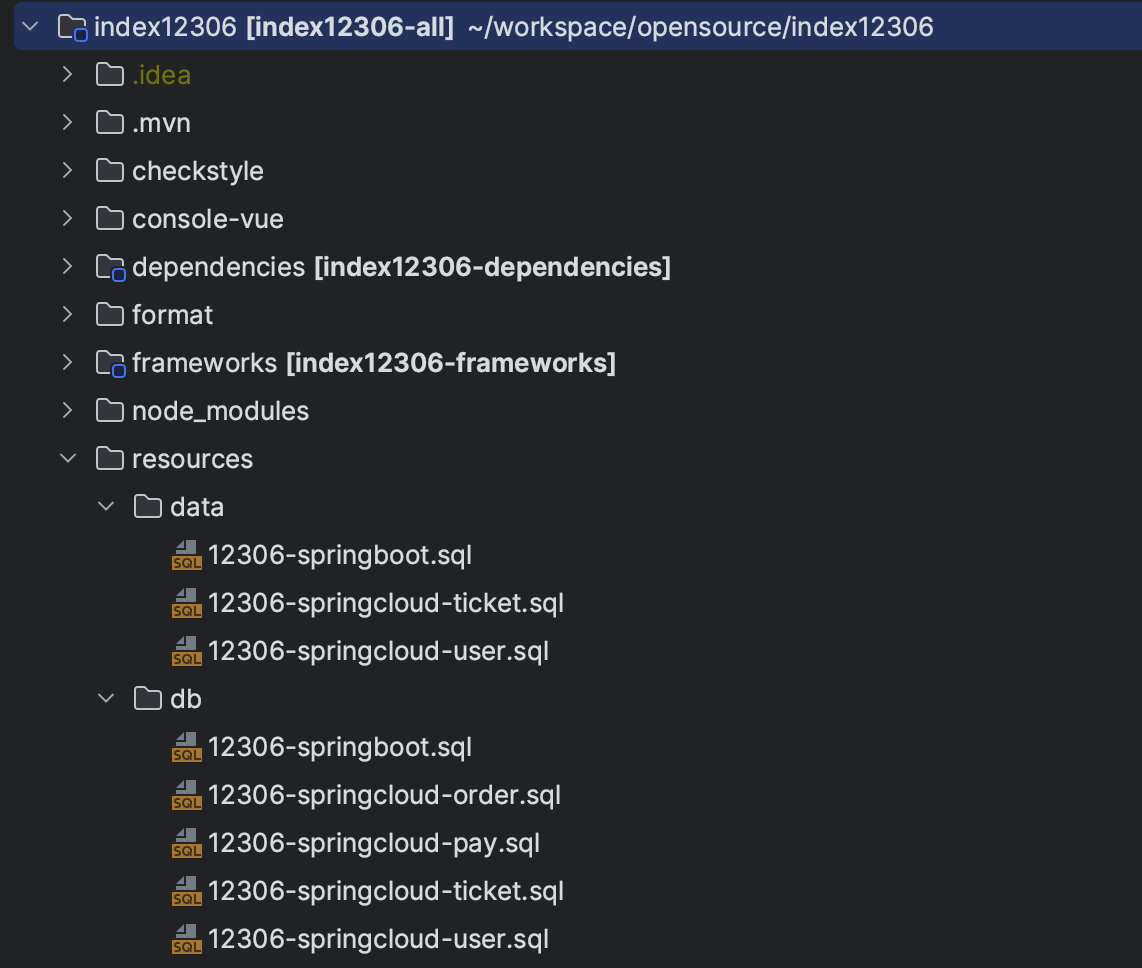 index12306 [index12306-all] ~/workspace/opensource/index12306
.idea
.mvn
checkstyle
console-vue
dependencies [index12306-dependencies]
format
frameworks [index12306-frameworks]
node_modules
resources
data
SQL 12306-springboot.sql
SQL 12306-springcloud-ticket.sql
SQL 12306-springcloud-user.sql
db
SQL 12306-springboot.sql
SQL 12306-springcloud-order.sql
SQL 12306-springcloud-pay.sql
SQL 12306-springcloud-ticket.sql
SQL 12306-springcloud-user.sql